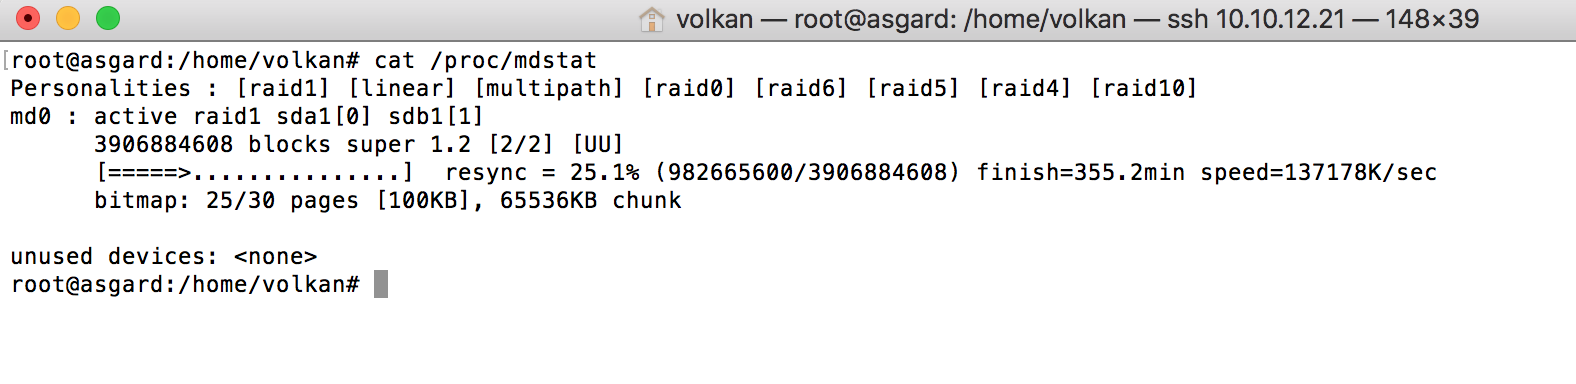 volkan — root@asgard: /home/volkan — ssh 10.10.12.21 — 148×39
[root@asgard:/home/volkan# cat /proc/mdstat
Personalities : [raid1] [linear] [multipath] [raid0] [raid6] [raid5] [raid4] [raid10]
md0 : active raid1 sda1[0] sdb1[1]
      3906884608 blocks super 1.2 [2/2] [UU]
      [=====>...............]  resync = 25.1% (982665600/3906884608) finish=355.2min speed=137178K/sec
      bitmap: 25/30 pages [100KB], 65536KB chunk

unused devices: <none>
root@asgard:/home/volkan#